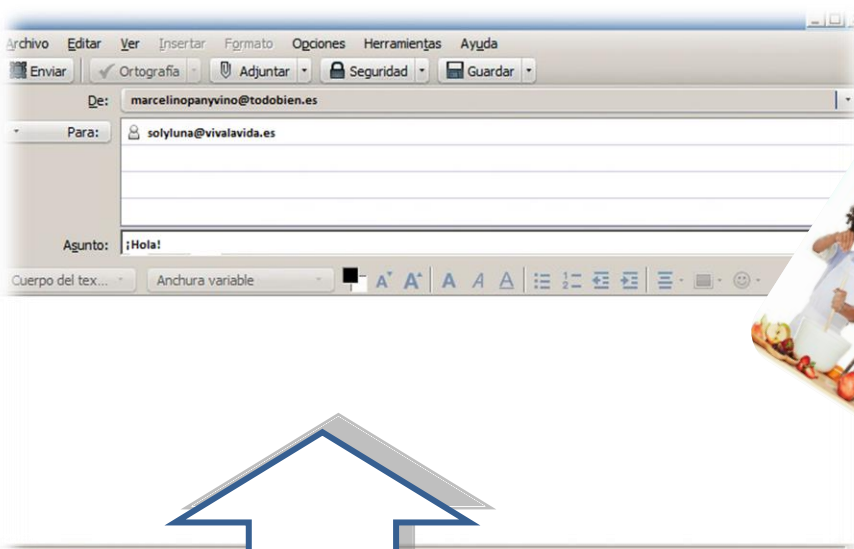 Archivo Editar Ver Insertar Formato Opciones Herramientas Ayuda
Enviar Ortografía Adjuntar Seguridad Guardar
De: marcelinopanyvino@todobien.es
Para: solyluna@vivalavida.es
Asunto: ¡Hola!
Cuerpo del tex... Anchura variable